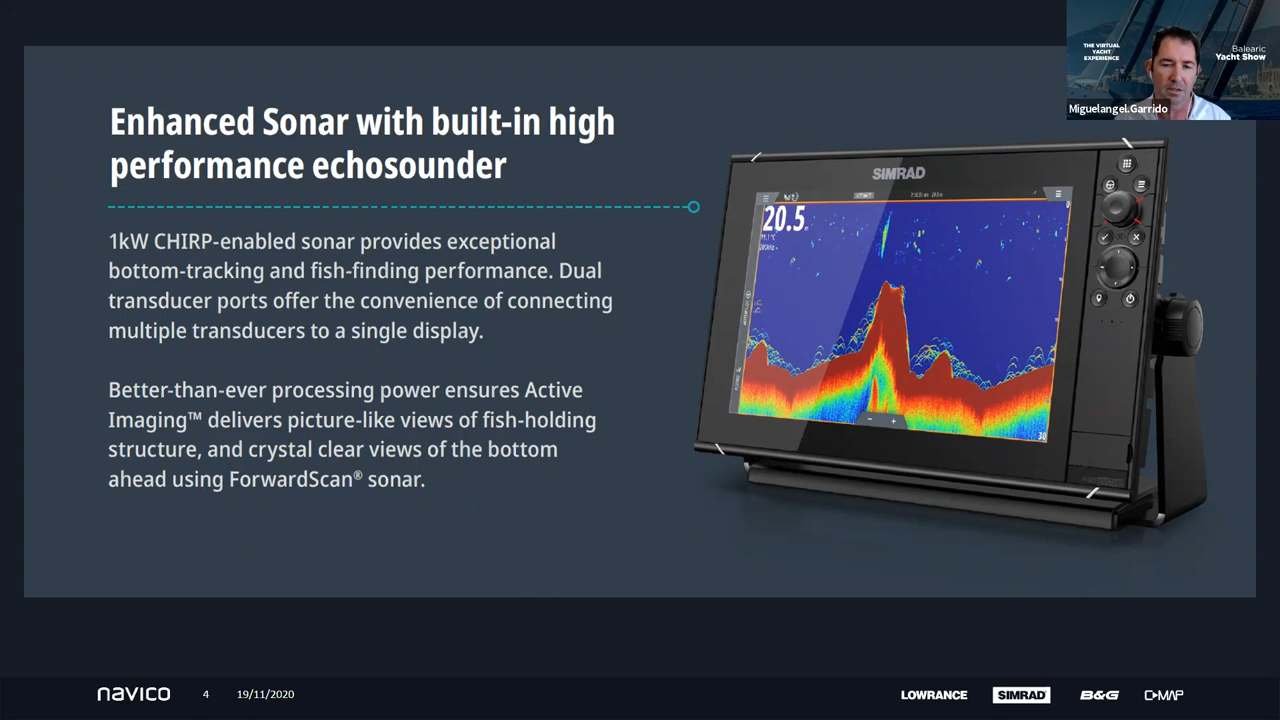 THE VIRTUAL
YACHT
EXPERIENCE
Balearic
Yacht Show
Miguelangel.Garrido
Enhanced Sonar with built-in high
performance echosounder
1kW CHIRP-enabled sonar provides exceptional
bottom-tracking and fish-finding performance. Dual
transducer ports offer the convenience of connecting
multiple transducers to a single display.
Better-than-ever processing power ensures Active
Imaging™ delivers picture-like views of fish-holding
structure, and crystal clear views of the bottom
ahead using ForwardScan® sonar.
SIMRAD
20.5
30
navico
4
19/11/2020
LOWRANCE
SIMRAD
B&G
C-MAP